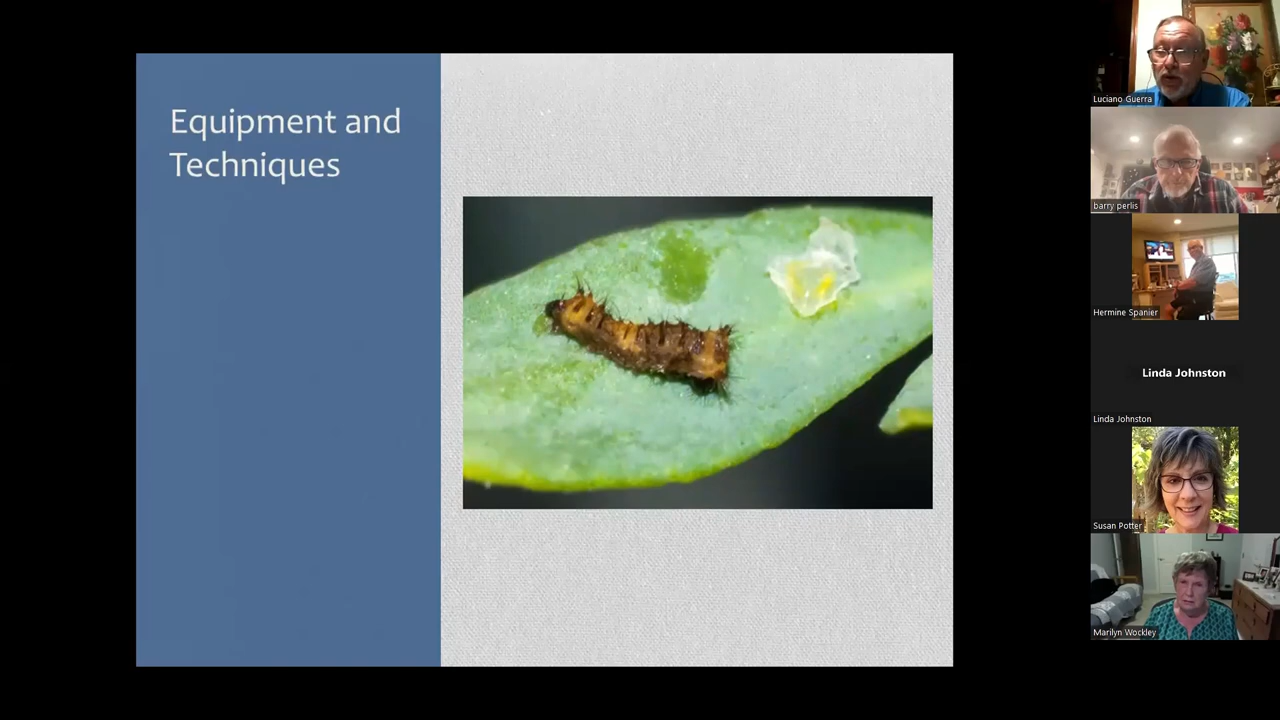 Equipment and
Techniques
Luciano Guerra
barry perlis
Hermine Spanier
Linda Johnston
Linda Johnston
Susan Potter
Marilyn Wockley